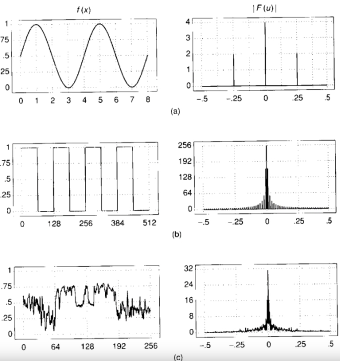 f(x) |F(u)|
1 4
.75 3
.5 2
.25 1
0 0
0 1 2 3 4 5 6 7 8 -.5 -.25 0 .25 .5
(a)
1 256
.75 192
.5 128
.25 64
0 0
0 128 256 384 512 -.5 -.25 0 .25 .5
(b)
1 32
.75 24
.5 16
.25 8
0 0
0 64 128 192 256 -.5 -.25 0 .25 .5
(c)